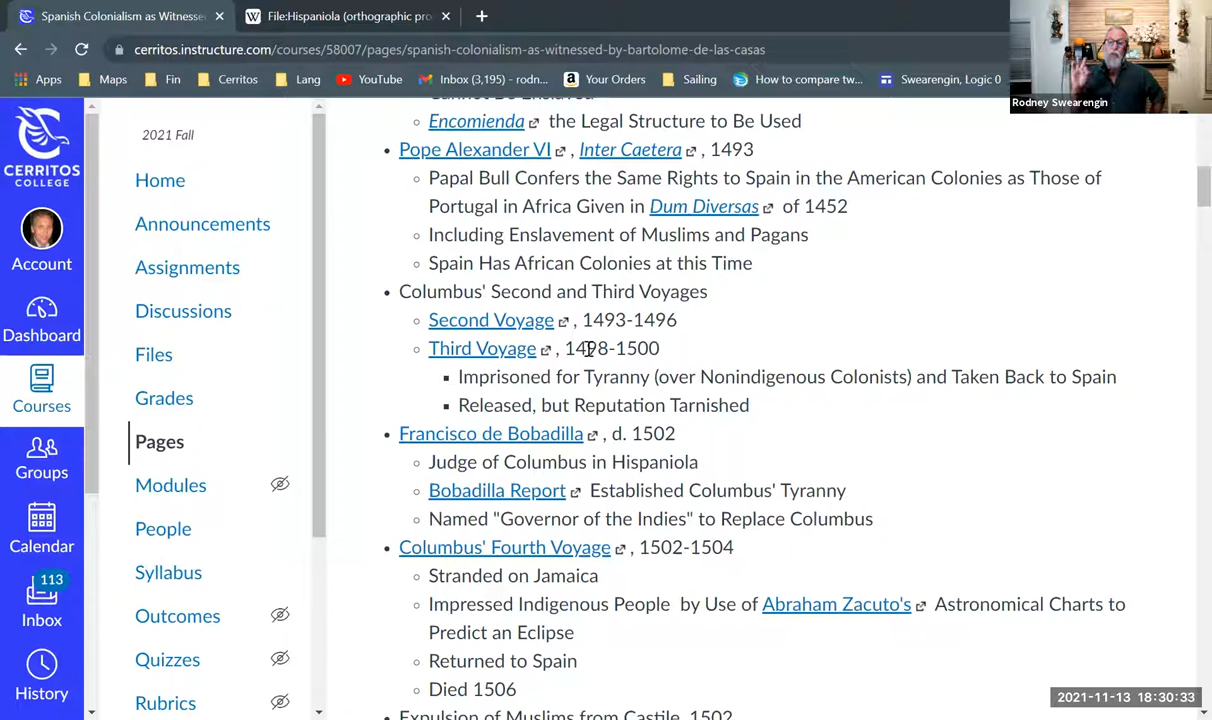 Spanish Colonialism as Witnesse
File:Hispaniola (orthographic pro
cerritos.instructure.com/courses/58007/pages/spanish-colonialism-as-witnessed-by-bartolome-de-las-casas
Apps
Maps
Fin
Cerritos
Lang
YouTube
Inbox (3,195) - rodn...
Your Orders
Sailing
How to compare tw...
Swearengin, Logic 0
Rodney Swearengin
CERRITOS
COLLEGE
Account
Dashboard
Courses
Groups
Calendar
113
Inbox
History
2021 Fall
Home
Announcements
Assignments
Discussions
Files
Grades
Pages
Modules
People
Syllabus
Outcomes
Quizzes
Rubrics
Cannot Be Enslaved
Encomienda the Legal Structure to Be Used
Pope Alexander VI , Inter Caetera , 1493
Papal Bull Confers the Same Rights to Spain in the American Colonies as Those of
Portugal in Africa Given in Dum Diversas of 1452
Including Enslavement of Muslims and Pagans
Spain Has African Colonies at this Time
Columbus' Second and Third Voyages
Second Voyage , 1493-1496
Third Voyage , 1498-1500
Imprisoned for Tyranny (over Nonindigenous Colonists) and Taken Back to Spain
Released, but Reputation Tarnished
Francisco de Bobadilla , d. 1502
Judge of Columbus in Hispaniola
Bobadilla Report Established Columbus' Tyranny
Named "Governor of the Indies" to Replace Columbus
Columbus' Fourth Voyage , 1502-1504
Stranded on Jamaica
Impressed Indigenous People by Use of Abraham Zacuto's Astronomical Charts to
Predict an Eclipse
Returned to Spain
Died 1506
Expulsion of Muslims from Castile, 1502
2021-11-13 18:30:33